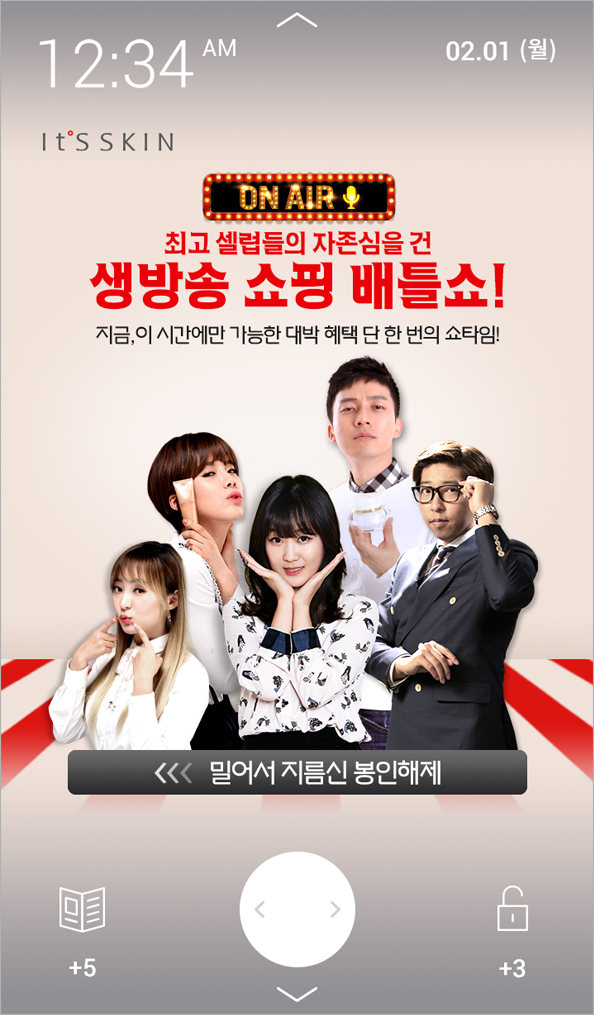 12:34 AM
02.01 (월)
It'S SKIN
ON AIR
최고 셀럽들의 자존심을 건
생방송 쇼핑 배틀쇼!
지금,이 시간에만 가능한 대박 혜택 단 한 번의 쇼타임!
<<< 밀어서 지름신 봉인해제
+5
+3